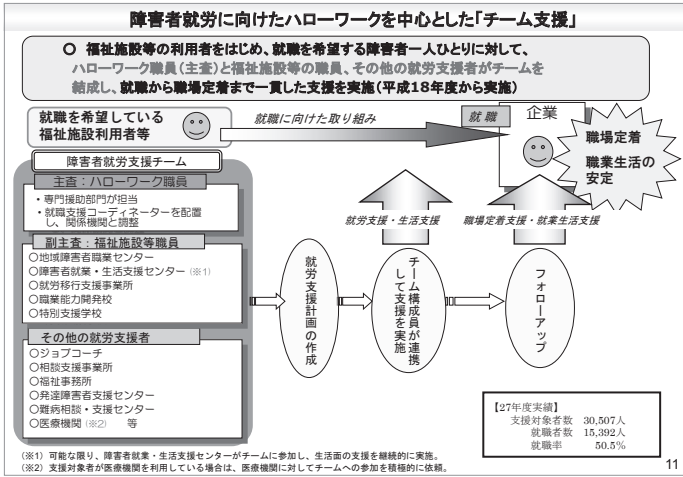 障害者就労に向けたハローワークを中心とした「チーム支援」
○ 福祉施設等の利用者をはじめ、就職を希望する障害者一人ひとりに対して、
ハローワーク職員(主査)と福祉施設等の職員、その他の就労支援者がチームを
結成し、就職から職場定着まで一貫した支援を実施(平成18年度から実施)
就職を希望している
福祉施設利用者等
就職に向けた取り組み
就職
企業
職場定着
職業生活の
安定
障害者就労支援チーム
主査:ハローワーク職員
・専門援助部門が担当
・就職支援コーディネーターを配置
し、関係機関と調整
副主査:福祉施設等職員
○地域障害者職業センター
○障害者就業・生活支援センター(※1)
○就労移行支援事業所
○職業能力開発校
○特別支援学校
その他の就労支援者
○ジョブコーチ
○相談支援事業所
○福祉事務所
○発達障害者支援センター
○難病相談・支援センター
○医療機関(※2) 等
就労支援計画の作成
就労支援・生活支援
チーム構成員が連携
して支援を実施
職場定着支援・就業生活支援
フォローアップ
【27年度実績】
支援対象者数 30,507人
就職者数 15,392人
就職率 50.5%
(※1)可能な限り、障害者就業・生活支援センターがチームに参加し、生活面の支援を継続的に実施。
(※2)支援対象者が医療機関を利用している場合は、医療機関に対してチームへの参加を積極的に依頼。
11